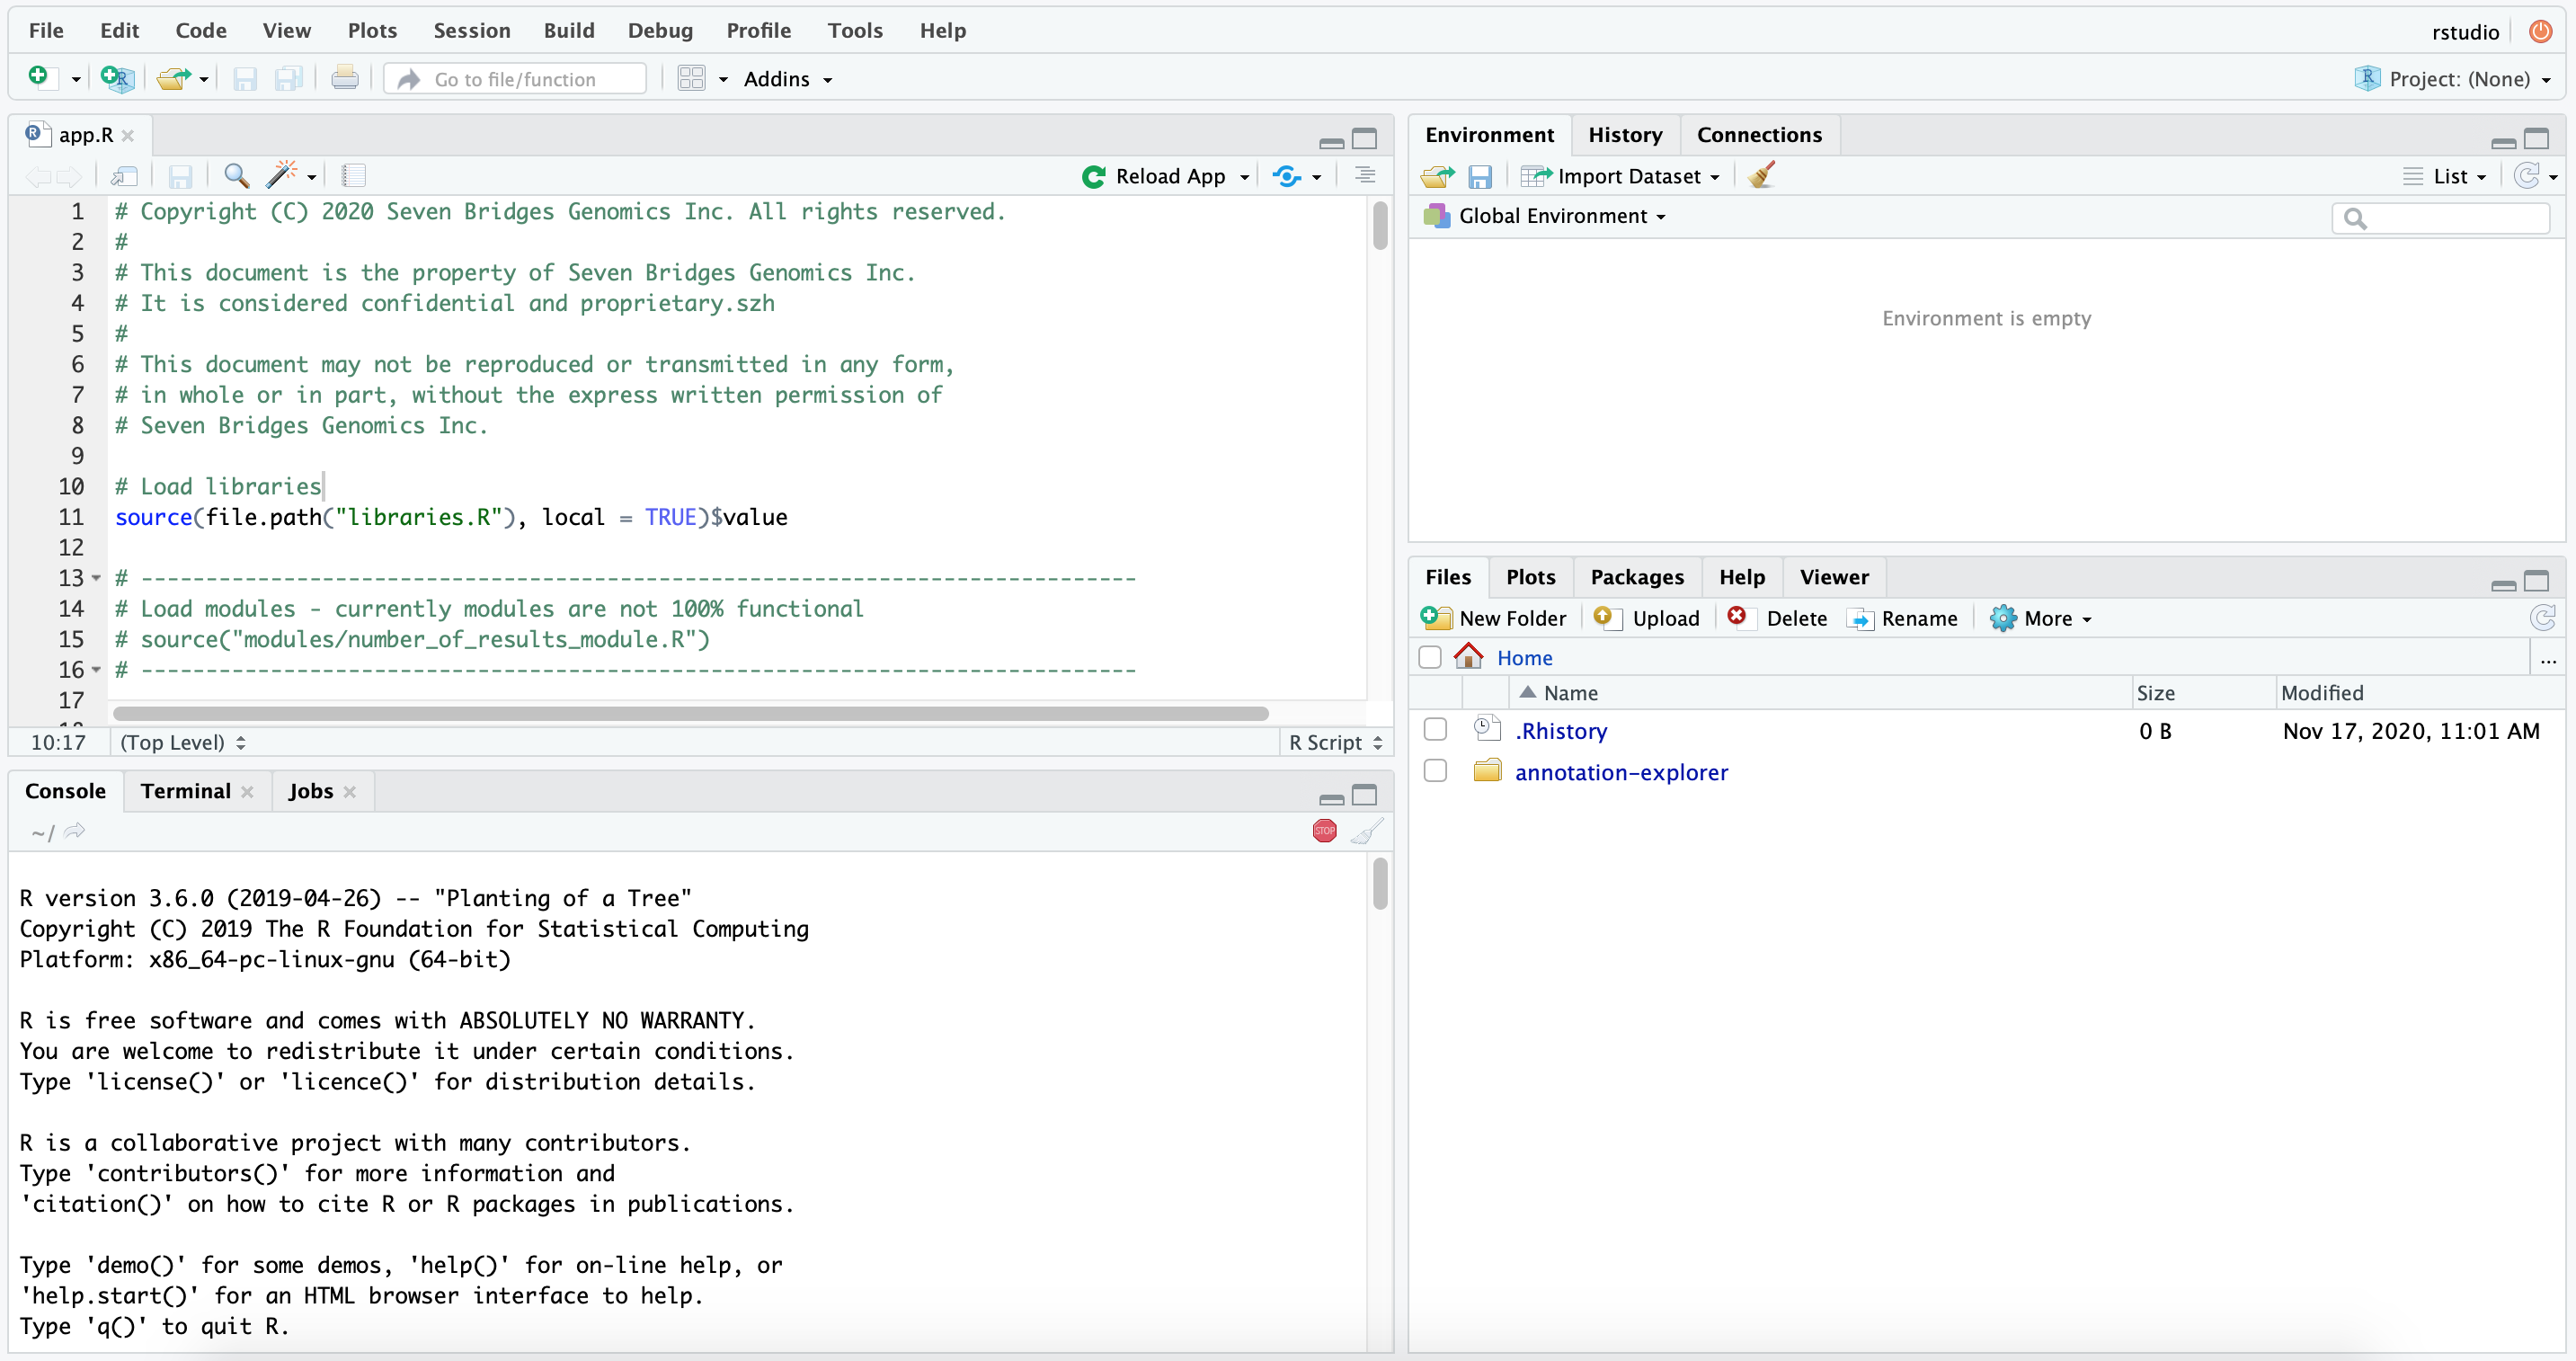 File Edit Code View Plots Session Build Debug Profile Tools Help
rstudio
Go to file/function
Addins
Project: (None)
app.R
Reload App
1 # Copyright (C) 2020 Seven Bridges Genomics Inc. All rights reserved.
2 #
3 # This document is the property of Seven Bridges Genomics Inc.
4 # It is considered confidential and proprietary.szh
5 #
6 # This document may not be reproduced or transmitted in any form,
7 # in whole or in part, without the express written permission of
8 # Seven Bridges Genomics Inc.
9
10 # Load libraries
11 source(file.path("libraries.R"), local = TRUE)$value
12
13 # -----------------------------------------------------------------------------
14 # Load modules - currently modules are not 100% functional
15 # source("modules/number_of_results_module.R")
16 # -----------------------------------------------------------------------------
17
10:17 (Top Level) R Script
Console Terminal Jobs
~/
STOP
R version 3.6.0 (2019-04-26) -- "Planting of a Tree"
Copyright (C) 2019 The R Foundation for Statistical Computing
Platform: x86_64-pc-linux-gnu (64-bit)
R is free software and comes with ABSOLUTELY NO WARRANTY.
You are welcome to redistribute it under certain conditions.
Type 'license()' or 'licence()' for distribution details.
R is a collaborative project with many contributors.
Type 'contributors()' for more information and
'citation()' on how to cite R or R packages in publications.
Type 'demo()' for some demos, 'help()' for on-line help, or
'help.start()' for an HTML browser interface to help.
Type 'q()' to quit R.
Environment History Connections
Import Dataset
List
Global Environment
Environment is empty
Files Plots Packages Help Viewer
New Folder Upload Delete Rename More
Home
...
Name Size Modified
.Rhistory 0 B Nov 17, 2020, 11:01 AM
annotation-explorer